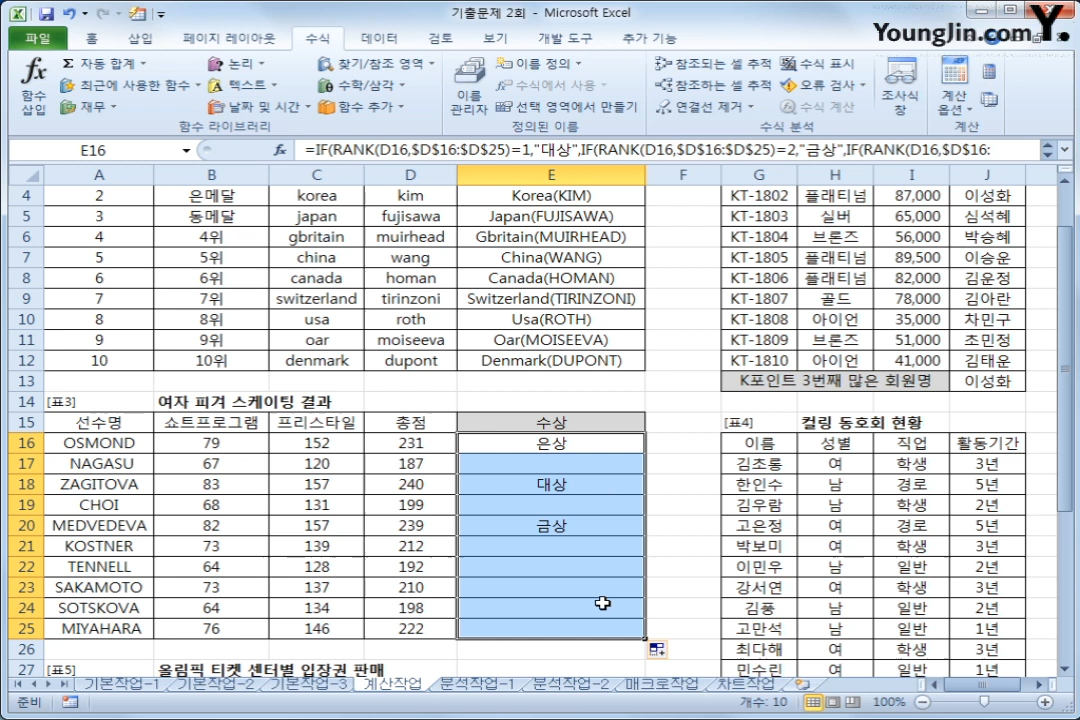 기출문제 2회 - Microsoft Excel
YoungJin.com Y.
파일 홈 삽입 페이지 레이아웃 수식 데이터 검토 보기 개발 도구 추가 기능
fx 함수 삽입
Σ 자동 합계 논리 찾기/참조 영역
최근에 사용한 함수 텍스트 수학/삼각
재무 날짜 및 시간 함수 추가
함수 라이브러리
이름 관리자
이름 정의
수식에서 사용
선택 영역에서 만들기
정의된 이름
참조되는 셀 추적 수식 표시
참조하는 셀 추적 오류 검사
연결선 제거 수식 계산
조사식 창
수식 분석
계산 옵션
계산
E16 fx =IF(RANK(D16,$D$16:$D$25)=1,"대상",IF(RANK(D16,$D$16:$D$25)=2,"금상",IF(RANK(D16,$D$16:
A B C D E F G H I J
4 2 은메달 korea kim Korea(KIM) KT-1802 플래티넘 87,000 이성화
5 3 동메달 japan fujisawa Japan(FUJISAWA) KT-1803 실버 65,000 심석혜
6 4 4위 gbritain muirhead Gbritain(MUIRHEAD) KT-1804 브론즈 56,000 박승혜
7 5 5위 china wang China(WANG) KT-1805 플래티넘 89,500 이승윤
8 6 6위 canada homan Canada(HOMAN) KT-1806 플래티넘 82,000 김윤정
9 7 7위 switzerland tirinzoni Switzerland(TIRINZONI) KT-1807 골드 78,000 김아란
10 8 8위 usa roth Usa(ROTH) KT-1808 아이언 35,000 차민구
11 9 9위 oar moiseeva Oar(MOISEEVA) KT-1809 브론즈 51,000 초민정
12 10 10위 denmark dupont Denmark(DUPONT) KT-1810 아이언 41,000 김태운
13 K포인트 3번째 많은 회원명 이성화
14 [표3] 여자 피겨 스케이팅 결과
15 선수명 쇼트프로그램 프리스타일 총점 수상 [표4] 컬링 동호회 현황
16 OSMOND 79 152 231 은상 이름 성별 직업 활동기간
17 NAGASU 67 120 187 김초롱 여 학생 3년
18 ZAGITOVA 83 157 240 대상 한인수 남 경로 5년
19 CHOI 68 131 199 김우람 남 학생 2년
20 MEDVEDEVA 82 157 239 금상 고은정 여 경로 5년
21 KOSTNER 73 139 212 박보미 여 학생 3년
22 TENNELL 64 128 192 이민우 남 일반 2년
23 SAKAMOTO 73 137 210 강서연 여 학생 3년
24 SOTSKOVA 64 134 198 김풍 남 일반 2년
25 MIYAHARA 76 146 222 고만석 남 일반 1년
26 최다해 여 학생 3년
27 [표5] 올림픽 티켓 센터별 입장권 판매 민수린 여 일반 1년
기본작업-1 기본작업-2 기본작업-3 계산작업 분석작업-1 분석작업-2 매크로작업 차트작업
준비 개수: 10 100%